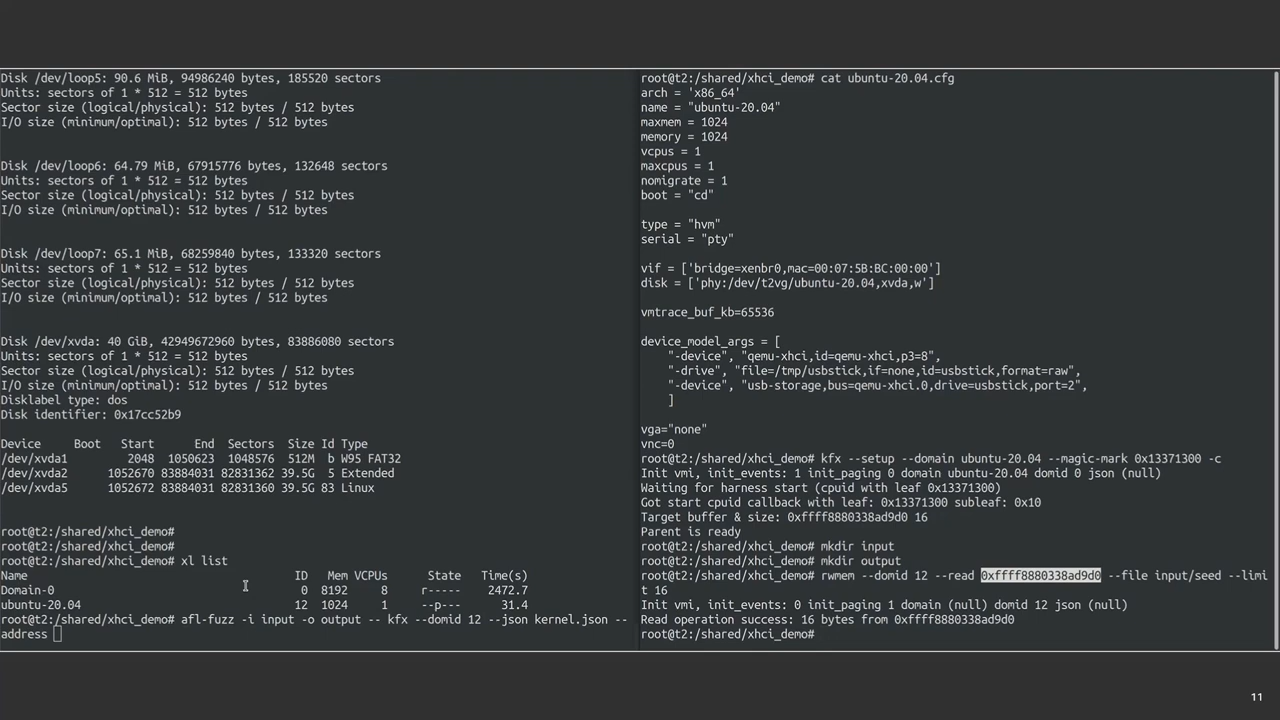 Disk /dev/loop5: 90.6 MiB, 94986240 bytes, 185520 sectors
Units: sectors of 1 * 512 = 512 bytes
Sector size (logical/physical): 512 bytes / 512 bytes
I/O size (minimum/optimal): 512 bytes / 512 bytes
Disk /dev/loop6: 64.79 MiB, 67915776 bytes, 132648 sectors
Units: sectors of 1 * 512 = 512 bytes
Sector size (logical/physical): 512 bytes / 512 bytes
I/O size (minimum/optimal): 512 bytes / 512 bytes
Disk /dev/loop7: 65.1 MiB, 68259840 bytes, 133320 sectors
Units: sectors of 1 * 512 = 512 bytes
Sector size (logical/physical): 512 bytes / 512 bytes
I/O size (minimum/optimal): 512 bytes / 512 bytes
Disk /dev/xvda: 40 GiB, 42949672960 bytes, 83886080 sectors
Units: sectors of 1 * 512 = 512 bytes
Sector size (logical/physical): 512 bytes / 512 bytes
I/O size (minimum/optimal): 512 bytes / 512 bytes
Disklabel type: dos
Disk identifier: 0x17cc52b9
Device Boot Start End Sectors Size Id Type
/dev/xvda1 2048 1050623 1048576 512M b W95 FAT32
/dev/xvda2 1052670 83884031 82831362 39.5G 5 Extended
/dev/xvda5 1052672 83884031 82831360 39.5G 83 Linux
root@t2:/shared/xhci_demo#
root@t2:/shared/xhci_demo#
root@t2:/shared/xhci_demo# xl list
Name ID Mem VCPUs State Time(s)
Domain-0 0 8192 8 r----- 2472.7
ubuntu-20.04 12 1024 1 --p--- 31.4
root@t2:/shared/xhci_demo# afl-fuzz -i input -o output -- kfx --domid 12 --json kernel.json --
address
root@t2:/shared/xhci_demo# cat ubuntu-20.04.cfg
arch = 'x86_64'
name = "ubuntu-20.04"
maxmem = 1024
memory = 1024
vcpus = 1
maxcpus = 1
nomigrate = 1
boot = "cd"
type = "hvm"
serial = "pty"
vif = ['bridge=xenbr0,mac=00:07:5B:BC:00:00']
disk = ['phy:/dev/t2vg/ubuntu-20.04,xvda,w']
vmtrace_buf_kb=65536
device_model_args = [
"-device", "qemu-xhci,id=qemu-xhci,p3=8",
"-drive", "file=/tmp/usbstick,if=none,id=usbstick,format=raw",
"-device", "usb-storage,bus=qemu-xhci.0,drive=usbstick,port=2",
]
vga="none"
vnc=0
root@t2:/shared/xhci_demo# kfx --setup --domain ubuntu-20.04 --magic-mark 0x13371300 -c
Init vmi, init_events: 1 init_paging 0 domain ubuntu-20.04 domid 0 json (null)
Waiting for harness start (cpuid with leaf 0x13371300)
Got start cpuid callback with leaf: 0x13371300 subleaf: 0x10
Target buffer & size: 0xffff8880338ad9d0 16
Parent is ready
root@t2:/shared/xhci_demo# mkdir input
root@t2:/shared/xhci_demo# mkdir output
root@t2:/shared/xhci_demo# rwmem --domid 12 --read 0xffff8880338ad9d0 --file input/seed --limi
t 16
Init vmi, init_events: 0 init_paging 1 domain (null) domid 12 json (null)
Read operation success: 16 bytes from 0xffff8880338ad9d0
root@t2:/shared/xhci_demo#
11